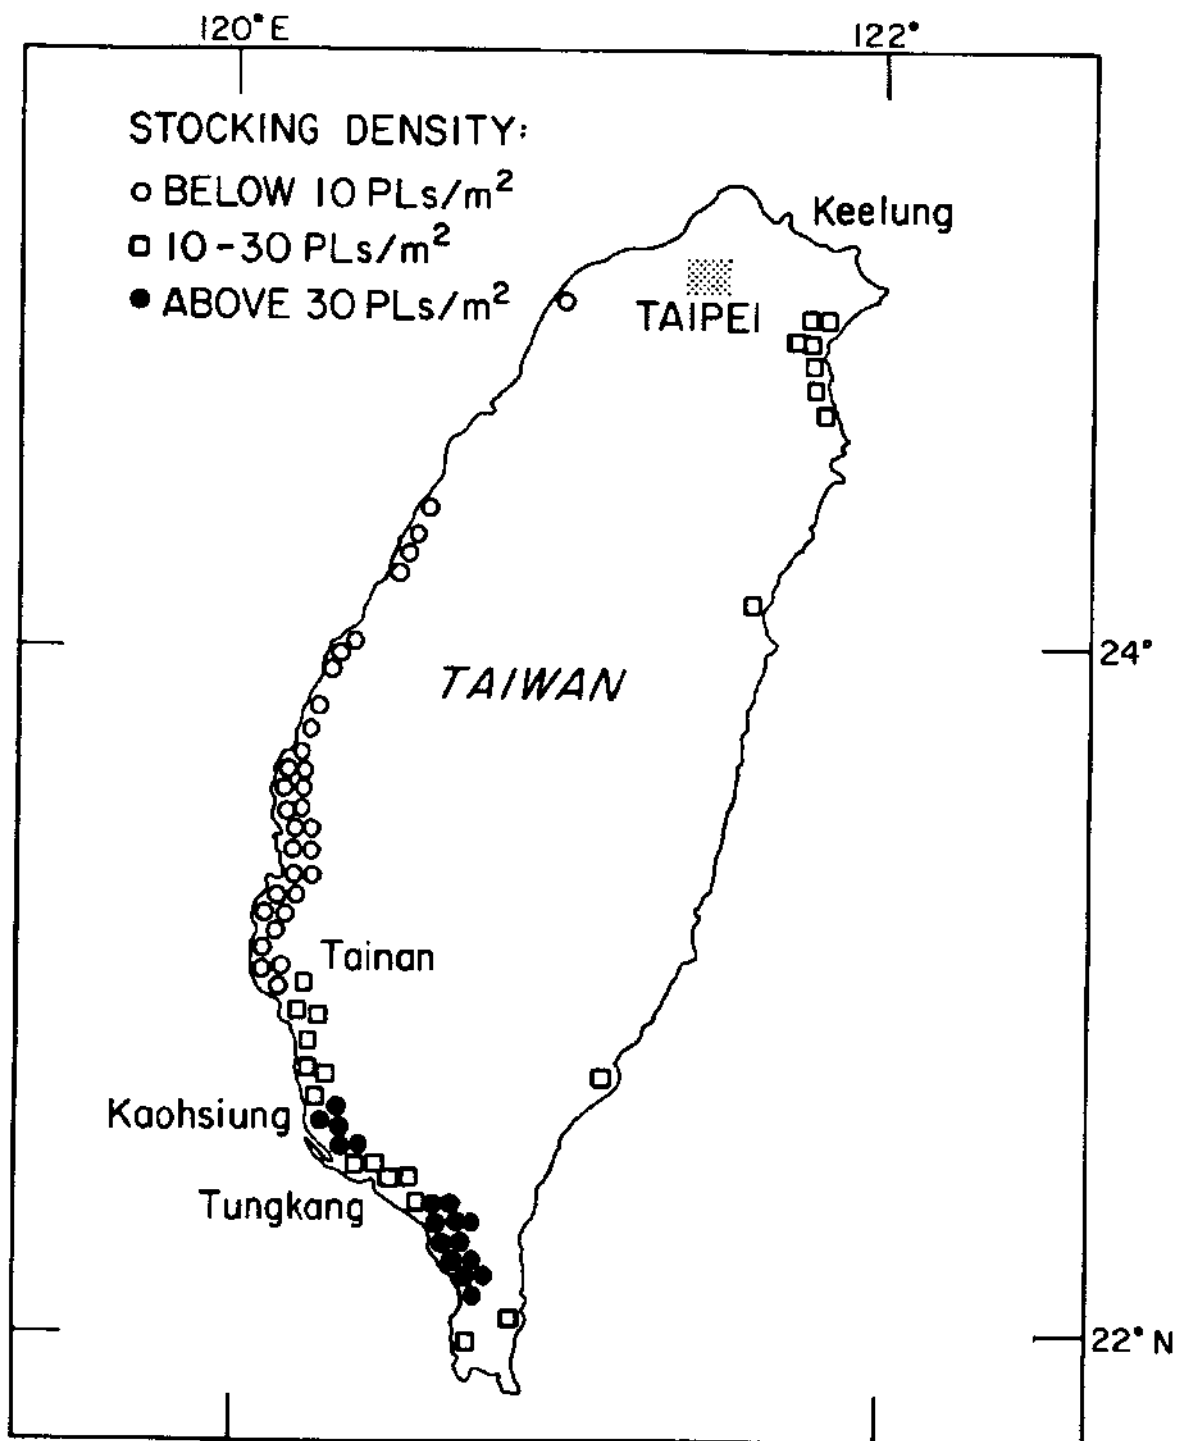 120° E
122°
STOCKING DENSITY:
BELOW 10 PLs/m²
10-30 PLs/m²
ABOVE 30 PLs/m²
Keelung
TAIPEI
24°
TAIWAN
Tainan
Kaohsiung
Tungkang
22° N